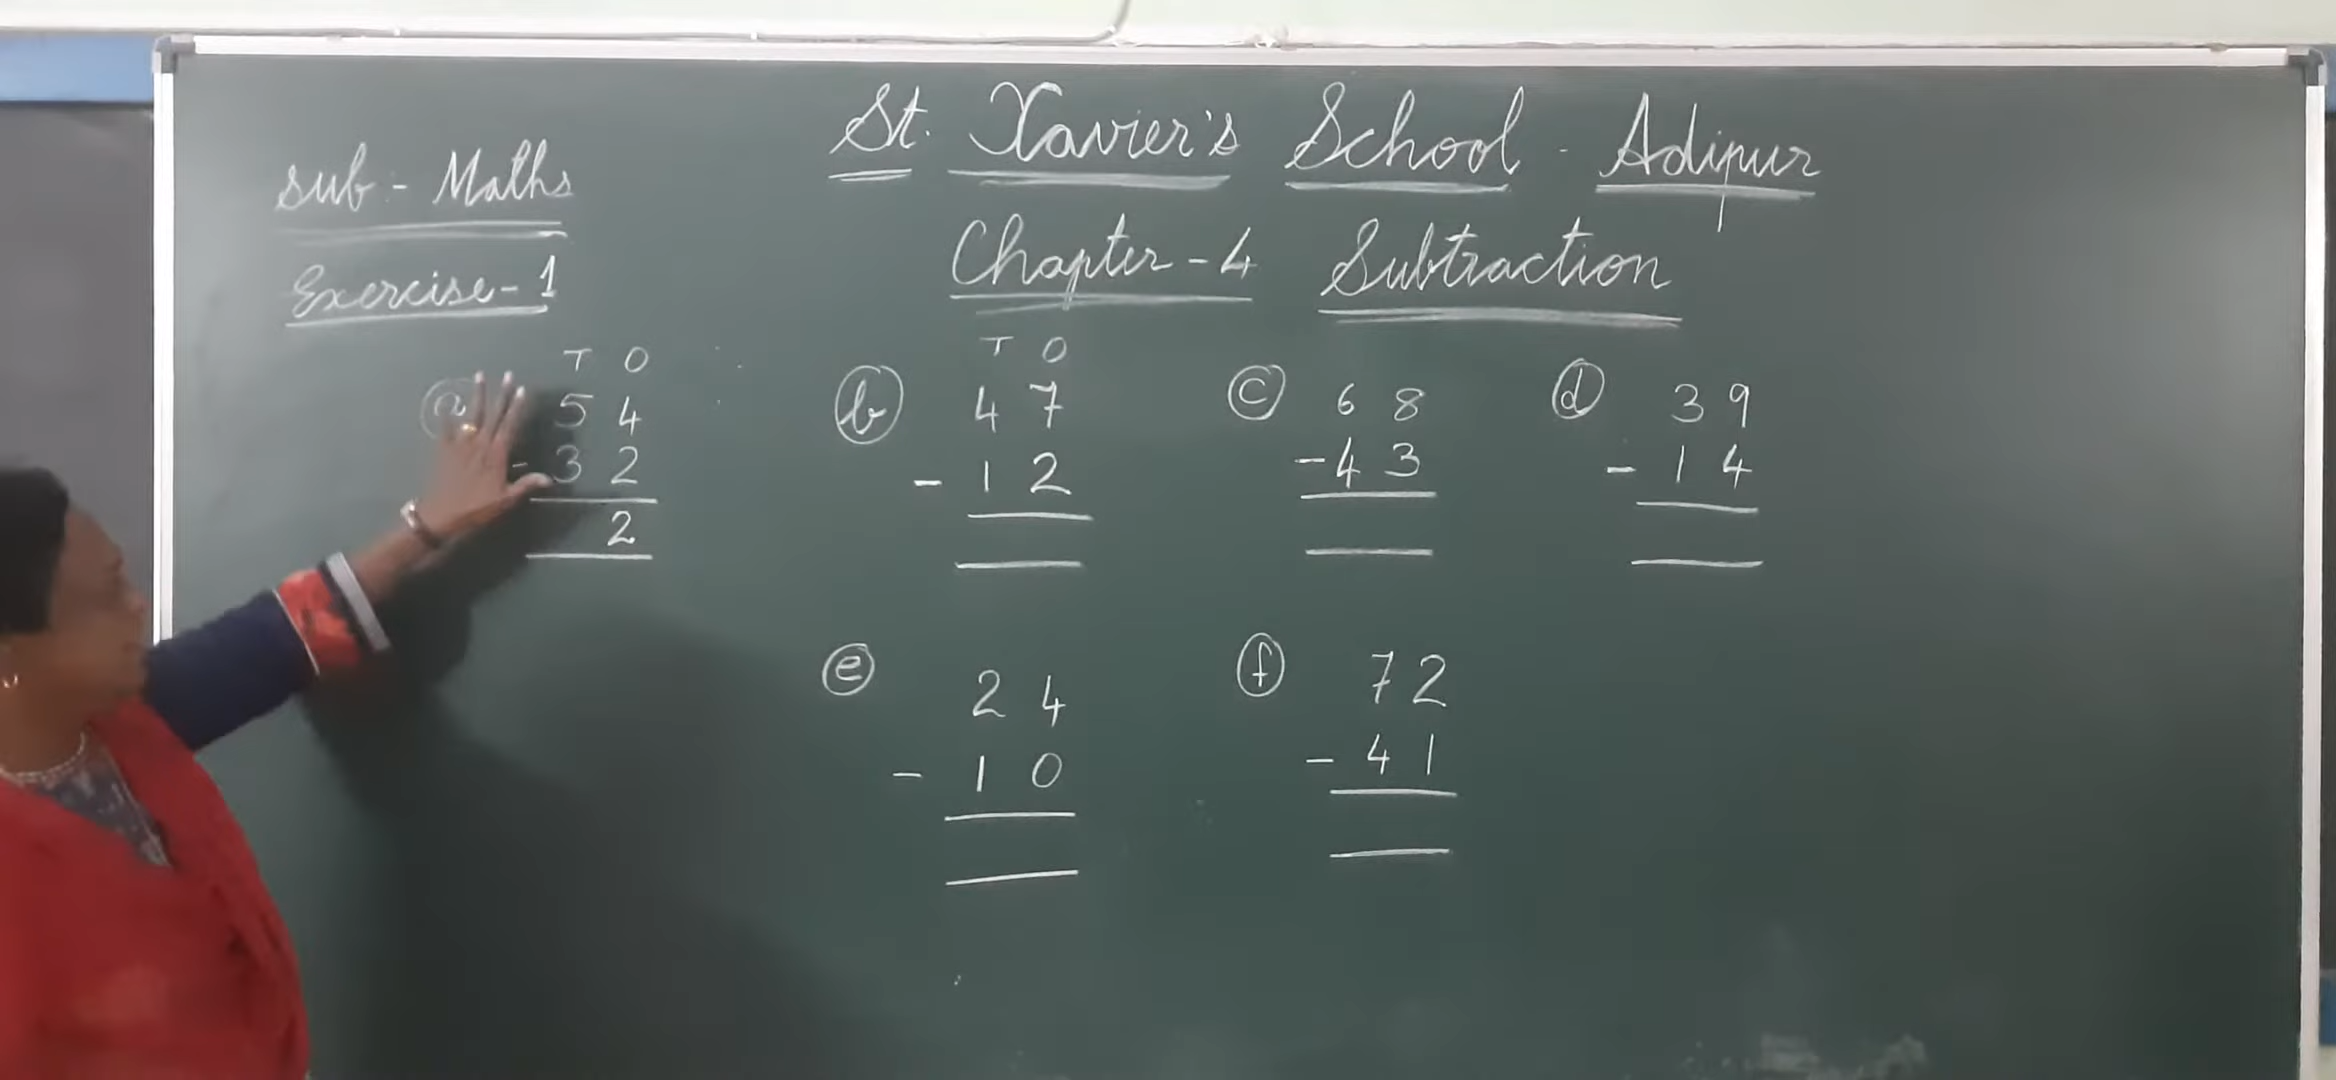 St. Xavier's School - Adipur
Sub - Maths
Chapter - 4 Subtraction
Exercise - 1
T O
a 5 4
- 3 2
2
T O
b 4 7
- 1 2
c 6 8
- 4 3
d 3 9
- 1 4
e 2 4
- 1 0
f 7 2
- 4 1